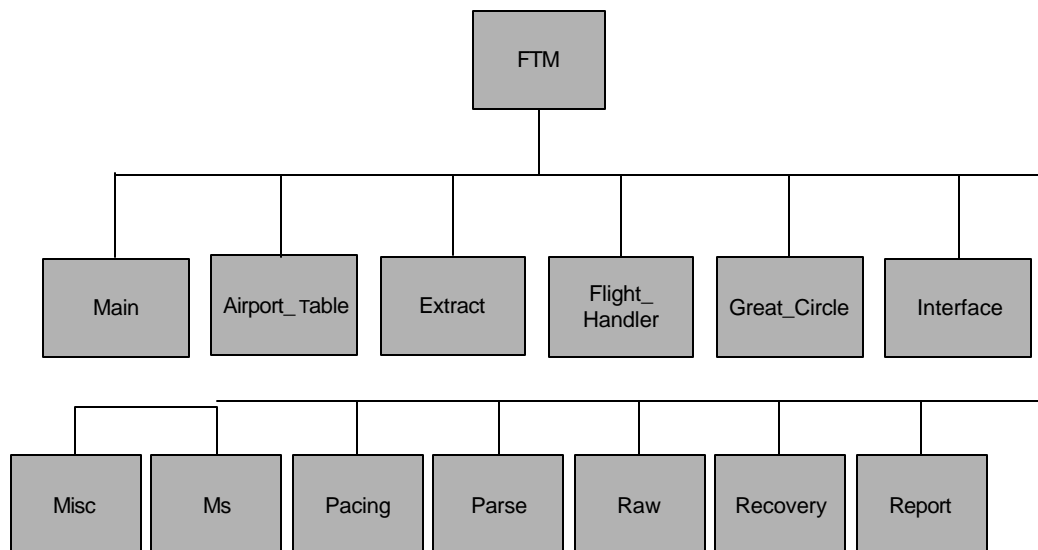 FTM
Main
Airport_Table
Extract
Flight_
Handler
Great_Circle
Interface
Misc
Ms
Pacing
Parse
Raw
Recovery
Report